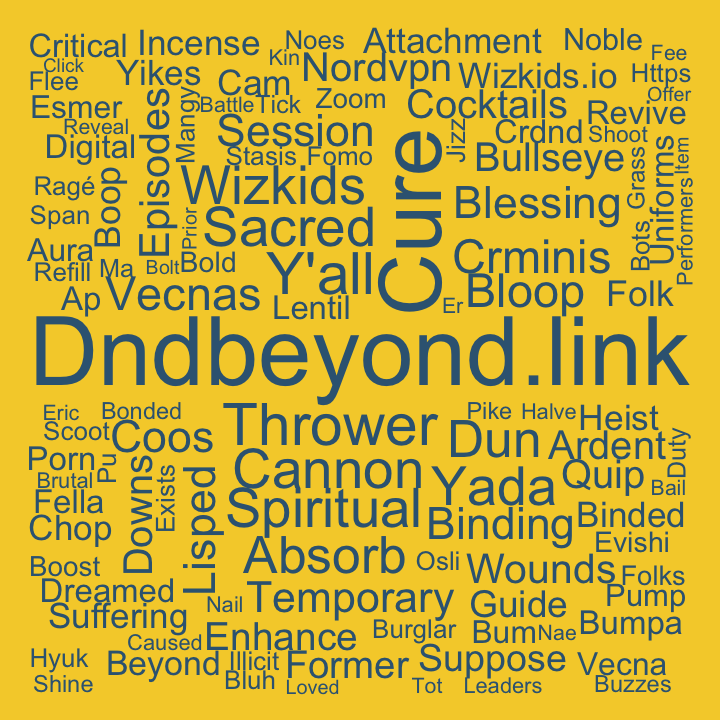 Critical
Incense
Noes
Attachment
Noble
Fee
Click
Flee
Yikes
Kin
Nordvpn
Wizkids.io
Https
Cam
Offer
Esmer
Episodes
Mangy
Battle
Tick
Zoom
Cocktails
Revive
Reveal
Digital
Session
Cure
Jizz
Crdnd
Shoot
Stasis
Fomo
Bullseye
Grass
Uniforms
Item
Ragé
Boop
Wizkids
Blessing
Span
Prior
Sacred
Bots
Performers
Aura
Refill
Ma
Bolt
Bold
Y'all
Crminis
Ap
Vecnas
Lentil
Er
Bloop
Folk
Dndbeyond.link
Eric
Bonded
Thrower
Pike
Halve
Heist
Scoot
Coos
Dun
Ardent
Duty
Porn
Pu
Cannon
Yada
Quip
Brutal
Bail
Fella
Downs
Exists
Lisped
Spiritual
Binding
Binded
Chop
Evishi
Boost
Absorb
Osli
Wounds
Folks
Dreamed
Nail
Temporary
Guide
Pump
Suffering
Enhance
Burglar
Bum
Nae
Bumpa
Caused
Hyuk
Beyond
Illicit
Former
Suppose
Vecna
Shine
Bluh
Loved
Tot
Leaders
Buzzes